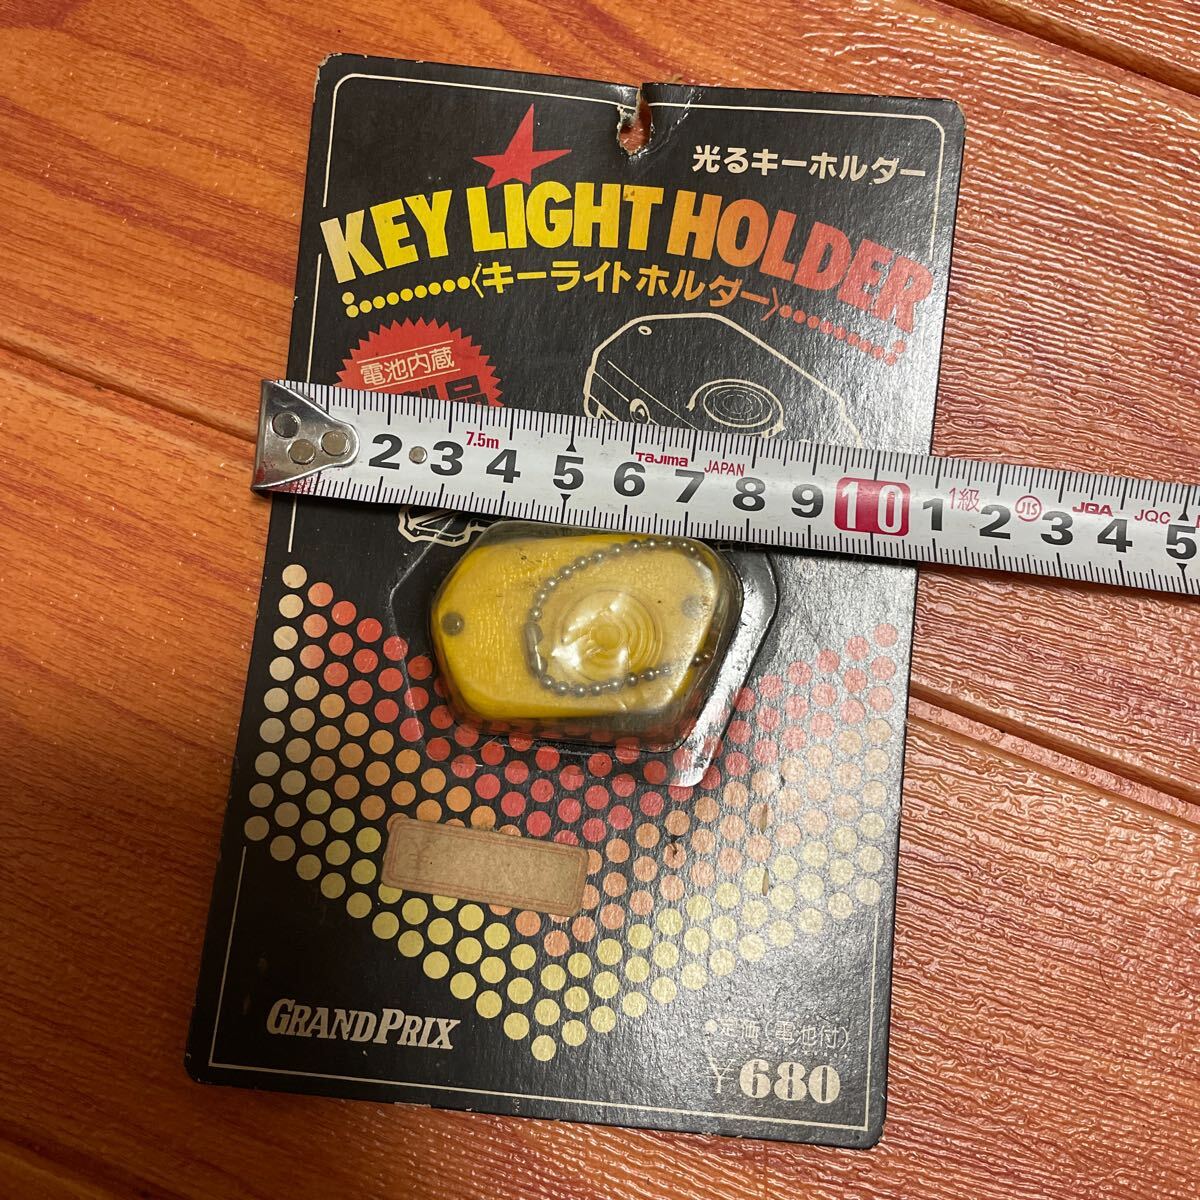 光るキーホルダー
KEY LIGHT HOLDER
〈キーライトホルダー〉
電池内蔵
7.5m
Tajima JAPAN
1級 JIS JQA JQC
2 3 4 5 6 7 8 9 10 1 2 3 4 5
¥
GRANDPRIX
●定価(電池付)
¥680